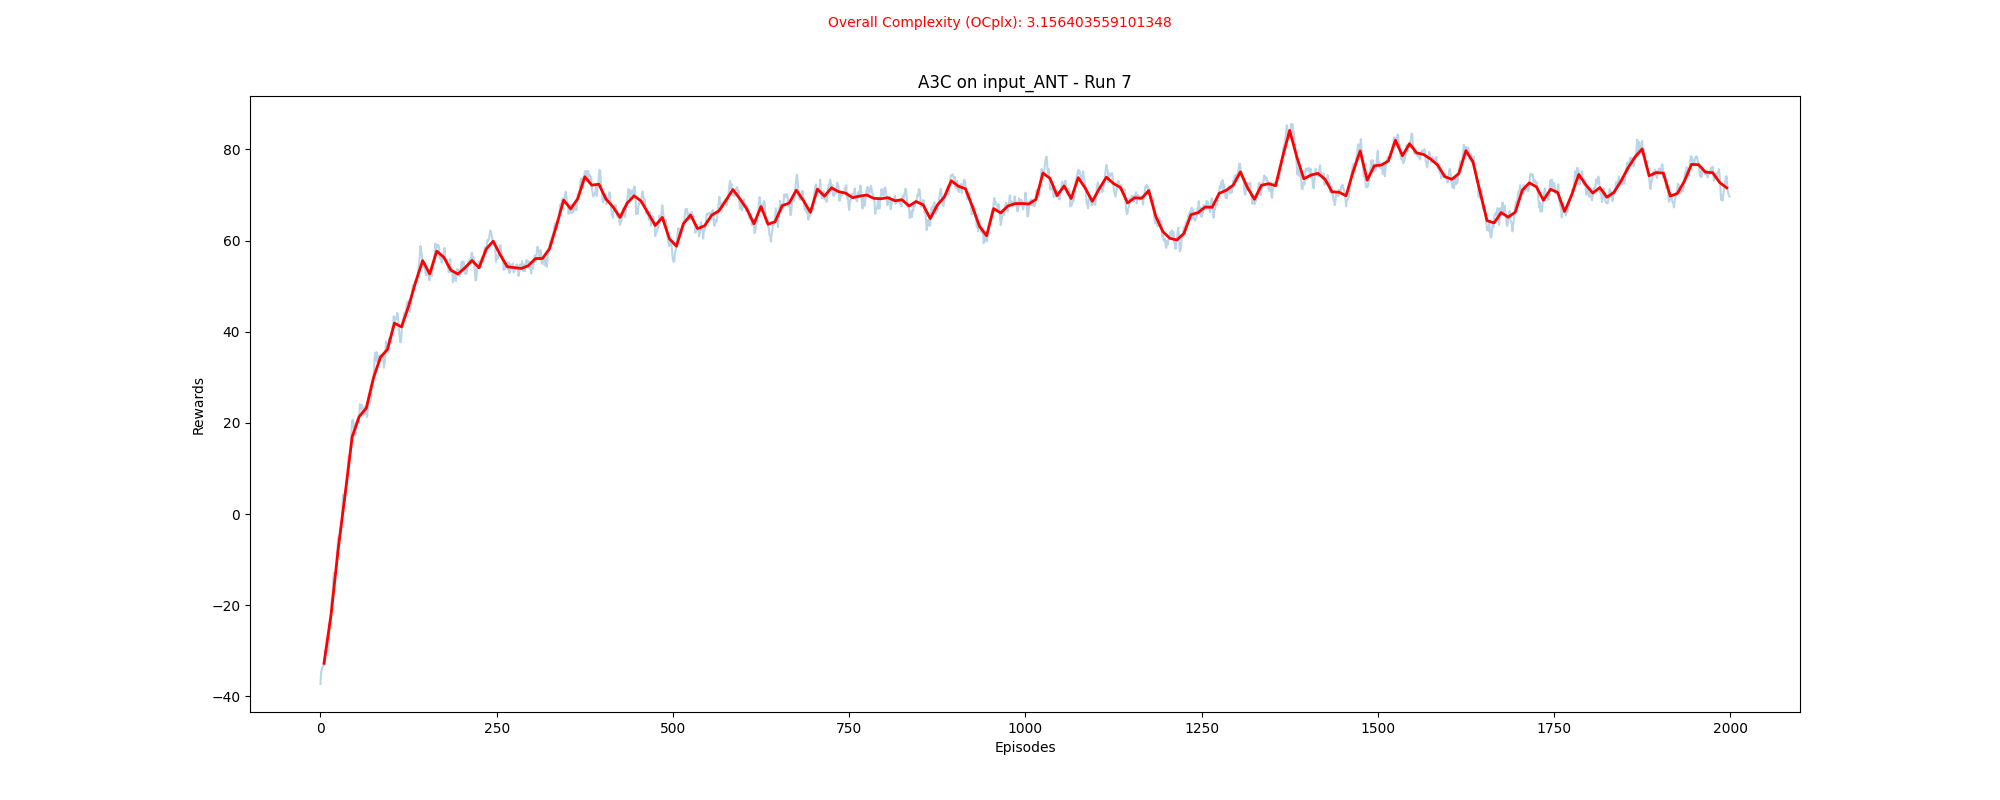 Overall Complexity (OCplx): 3.156403559101348
A3C on input_ANT - Run 7
80
60
40
20
0
−20
−40
Rewards
0 250 500 750 1000 1250 1500 1750 2000
Episodes